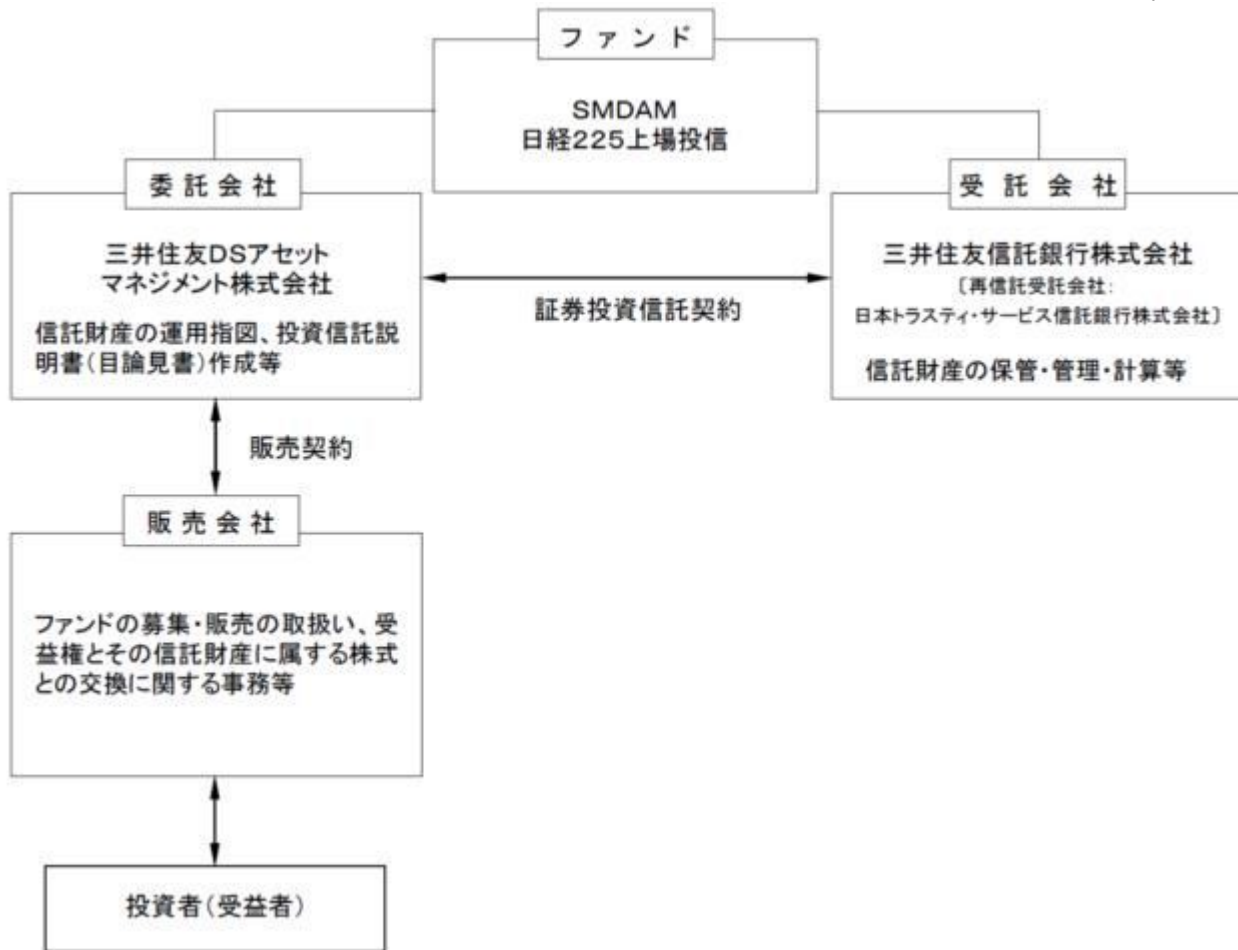 ファンド
SMDAM
日経225上場投信
委託会社
三井住友DSアセット
マネジメント株式会社
信託財産の運用指図、投資信託説
明書(目論見書)作成等
証券投資信託契約
受託会社
三井住友信託銀行株式会社
〔再信託受託会社:
日本トラスティ・サービス信託銀行株式会社〕
信託財産の保管・管理・計算等
販売契約
販売会社
ファンドの募集・販売の取扱い、受
益権とその信託財産に属する株式
との交換に関する事務等
投資者(受益者)